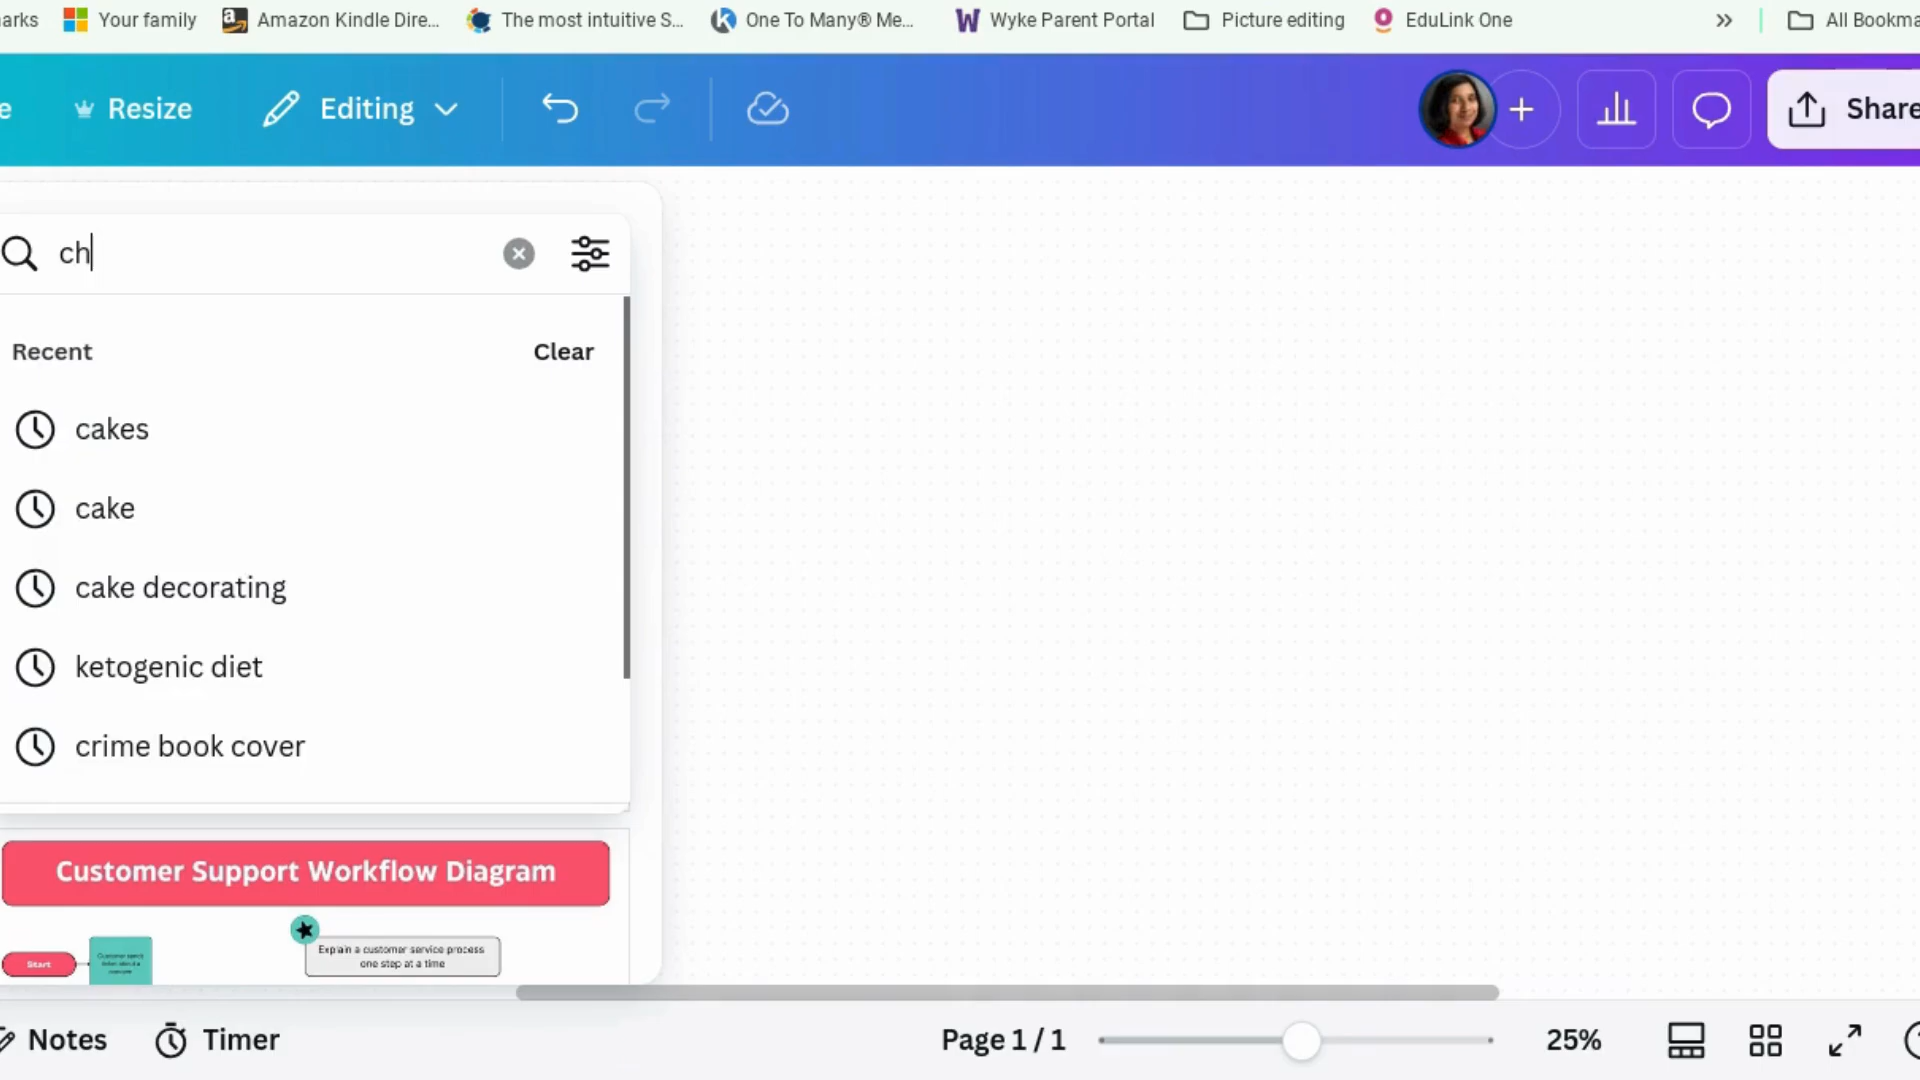 arks Your family Amazon Kindle Dire... The most intuitive S... One To Many® Me... Wyke Parent Portal Picture editing EduLink One » All Bookma
e Resize Editing Share
ch
Recent Clear
cakes
cake
cake decorating
ketogenic diet
crime book cover
Customer Support Workflow Diagram
Explain a customer service process
one step at a time
Start
Notes Timer Page 1 / 1 25%